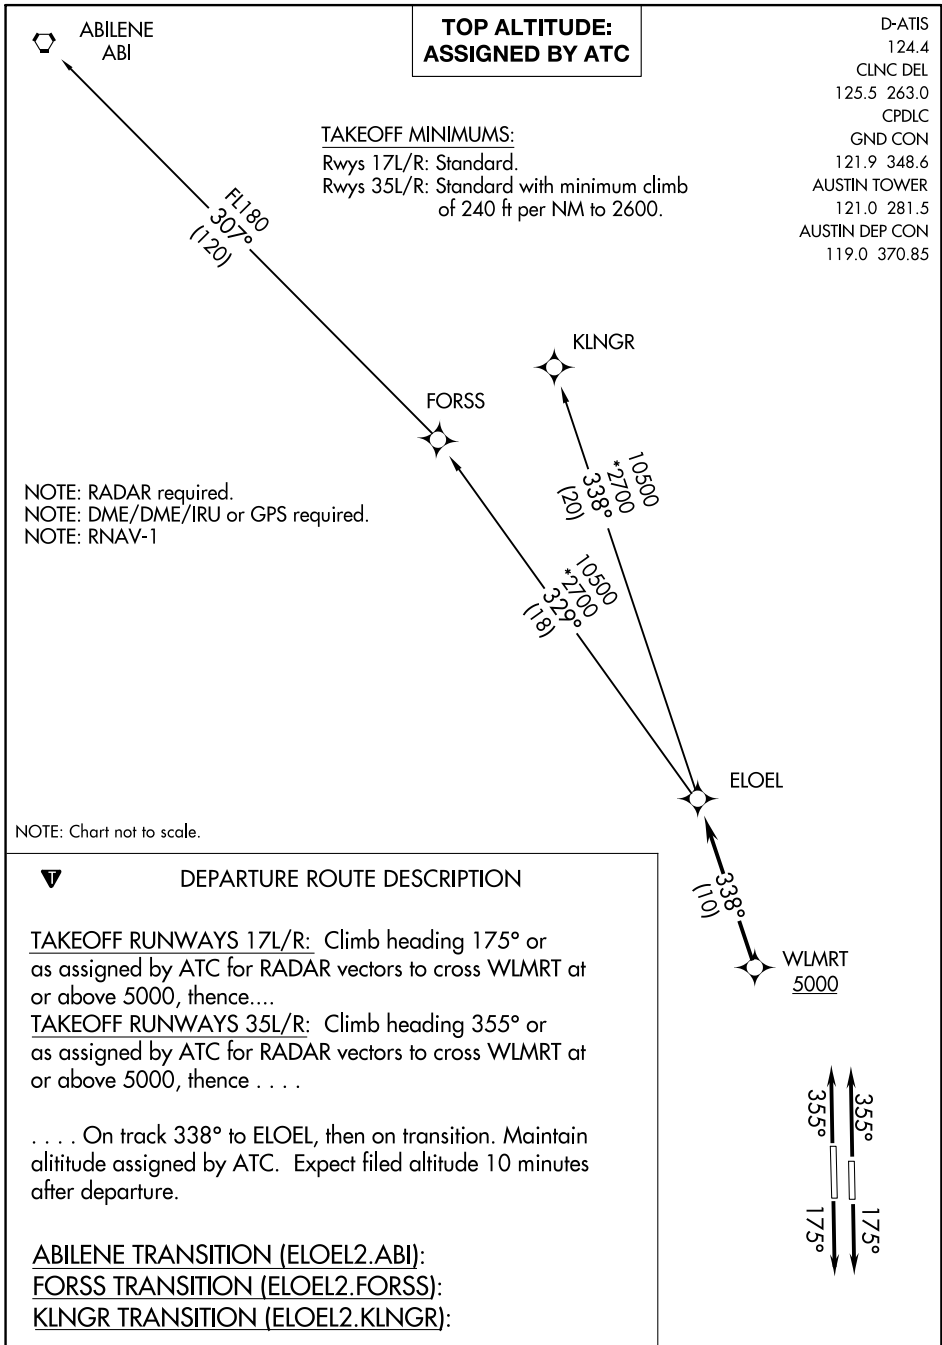 ABILENE
ABI
TOP ALTITUDE:
ASSIGNED BY ATC
D-ATIS
124.4
CLNC DEL
125.5 263.0
CPDLC
GND CON
121.9 348.6
AUSTIN TOWER
121.0 281.5
AUSTIN DEP CON
119.0 370.85
TAKEOFF MINIMUMS:
Rwys 17L/R: Standard.
Rwys 35L/R: Standard with minimum climb
of 240 ft per NM to 2600.
FL180
307°
(120)
KLNGR
FORSS
10500
*2700
338°
(20)
NOTE: RADAR required.
NOTE: DME/DME/IRU or GPS required.
NOTE: RNAV-1
10500
*2700
329°
(18)
ELOEL
NOTE: Chart not to scale.
338°
(10)
WLMRT
5000
T
DEPARTURE ROUTE DESCRIPTION
TAKEOFF RUNWAYS 17L/R: Climb heading 175° or
as assigned by ATC for RADAR vectors to cross WLMRT at
or above 5000, thence....
TAKEOFF RUNWAYS 35L/R: Climb heading 355° or
as assigned by ATC for RADAR vectors to cross WLMRT at
or above 5000, thence . . . .
. . . . On track 338° to ELOEL, then on transition. Maintain
alititude assigned by ATC. Expect filed altitude 10 minutes
after departure.
ABILENE TRANSITION (ELOEL2.ABI):
FORSS TRANSITION (ELOEL2.FORSS):
KLNGR TRANSITION (ELOEL2.KLNGR):
355°
355°
175°
175°